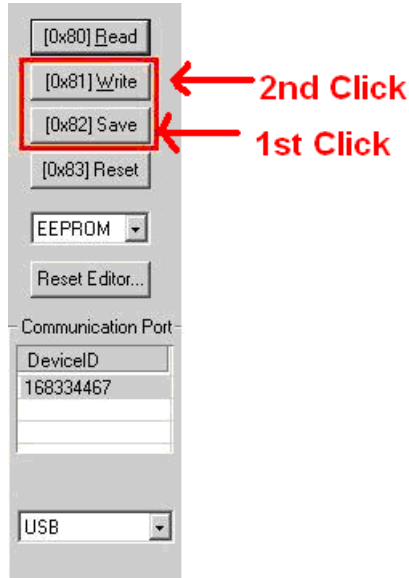 [0x80] Read
[0x81] Write
2nd Click
[0x82] Save
1st Click
[0x83] Reset
EEPROM
Reset Editor...
Communication Port
DeviceID
168334467
USB